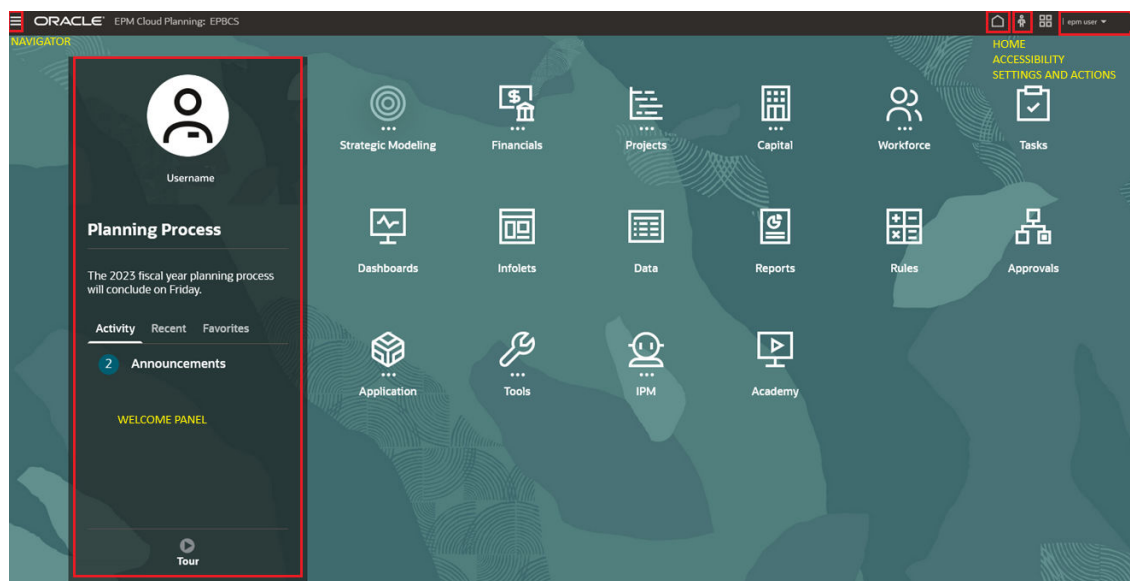 ORACLE EPM Cloud Planning: EPBCS
epm user
NAVIGATOR
HOME
ACCESSIBILITY
SETTINGS AND ACTIONS
Username
Planning Process
The 2023 fiscal year planning process
will conclude on Friday.
Activity Recent Favorites
2 Announcements
WELCOME PANEL
Tour
Strategic Modeling Financials Projects Capital Workforce Tasks
Dashboards Infolets Data Reports Rules Approvals
Application Tools IPM Academy